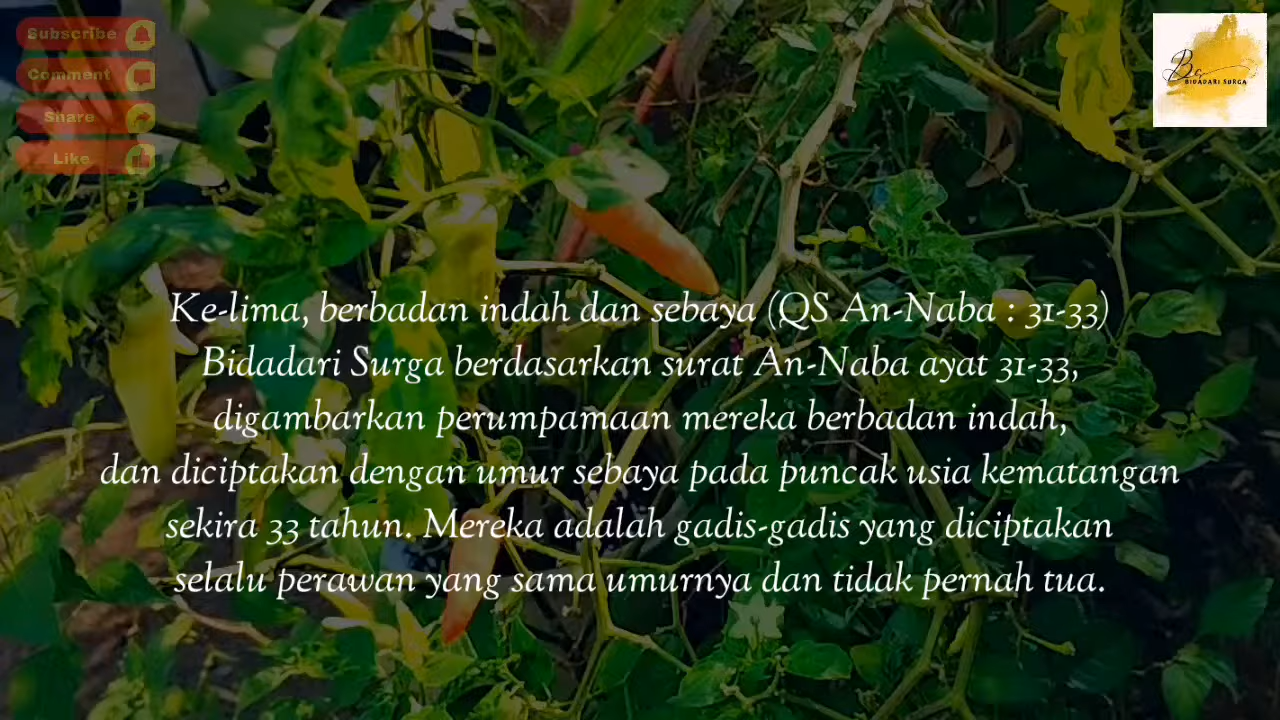 Subscribe
Comment
Share
Like
Bs
BIDADARI SURGA
Ke-lima, berbadan indah dan sebaya (QS An-Naba : 31-33)
Bidadari Surga berdasarkan surat An-Naba ayat 31-33,
digambarkan perumpamaan mereka berbadan indah,
dan diciptakan dengan umur sebaya pada puncak usia kematangan
sekira 33 tahun. Mereka adalah gadis-gadis yang diciptakan
selalu perawan yang sama umurnya dan tidak pernah tua.